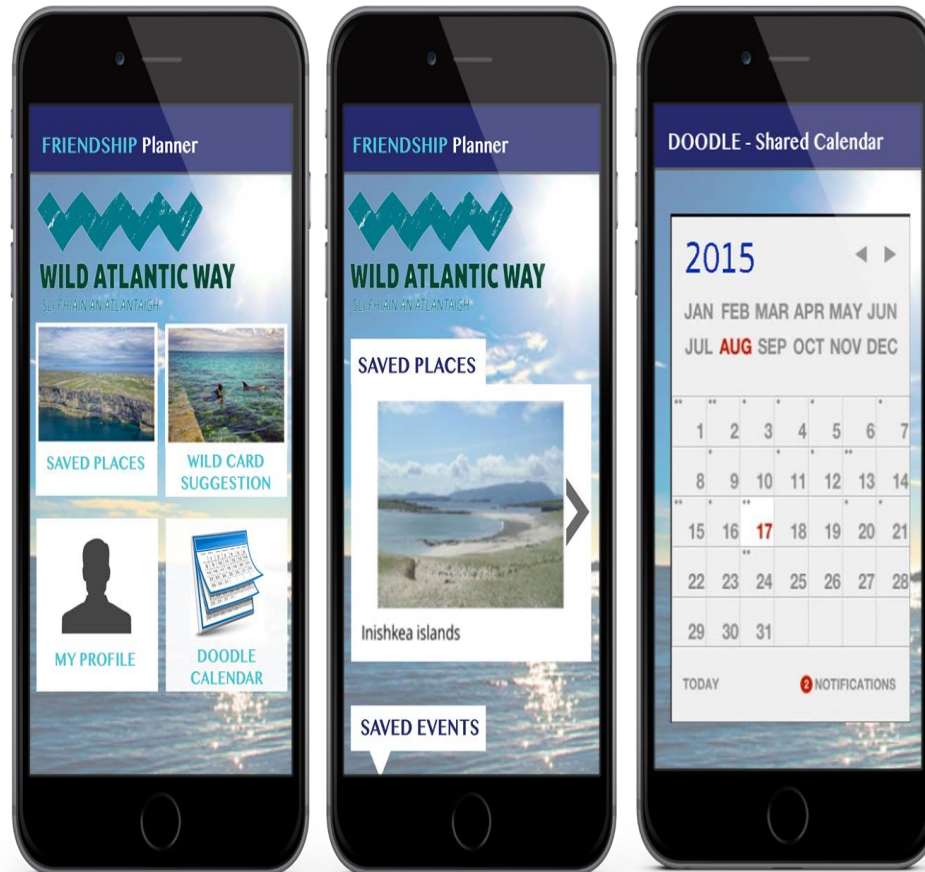 FRIENDSHIP Planner
WILD ATLANTIC WAY
SLÍ FHIÁIN AN ATLANTAIGH
SAVED PLACES
WILD CARD
SUGGESTION
MY PROFILE
DOODLE
CALENDAR
FRIENDSHIP Planner
WILD ATLANTIC WAY
SLÍ FHIÁIN AN ATLANTAIGH
SAVED PLACES
Inishkea islands
SAVED EVENTS
DOODLE - Shared Calendar
2015
JAN FEB MAR APR MAY JUN
JUL AUG SEP OCT NOV DEC
1 2 3 4 5 6 7
8 9 10 11 12 13 14
15 16 17 18 19 20 21
22 23 24 25 26 27 28
29 30 31
TODAY 2 NOTIFICATIONS